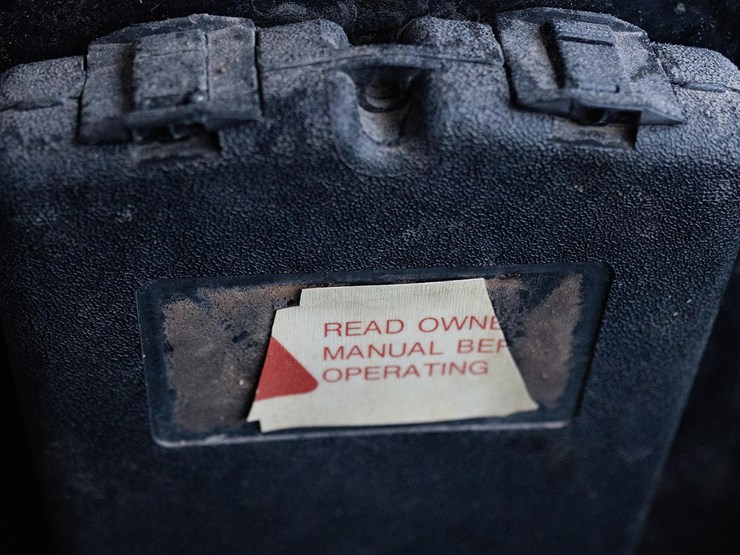 READ OWNE
MANUAL BEF
OPERATING